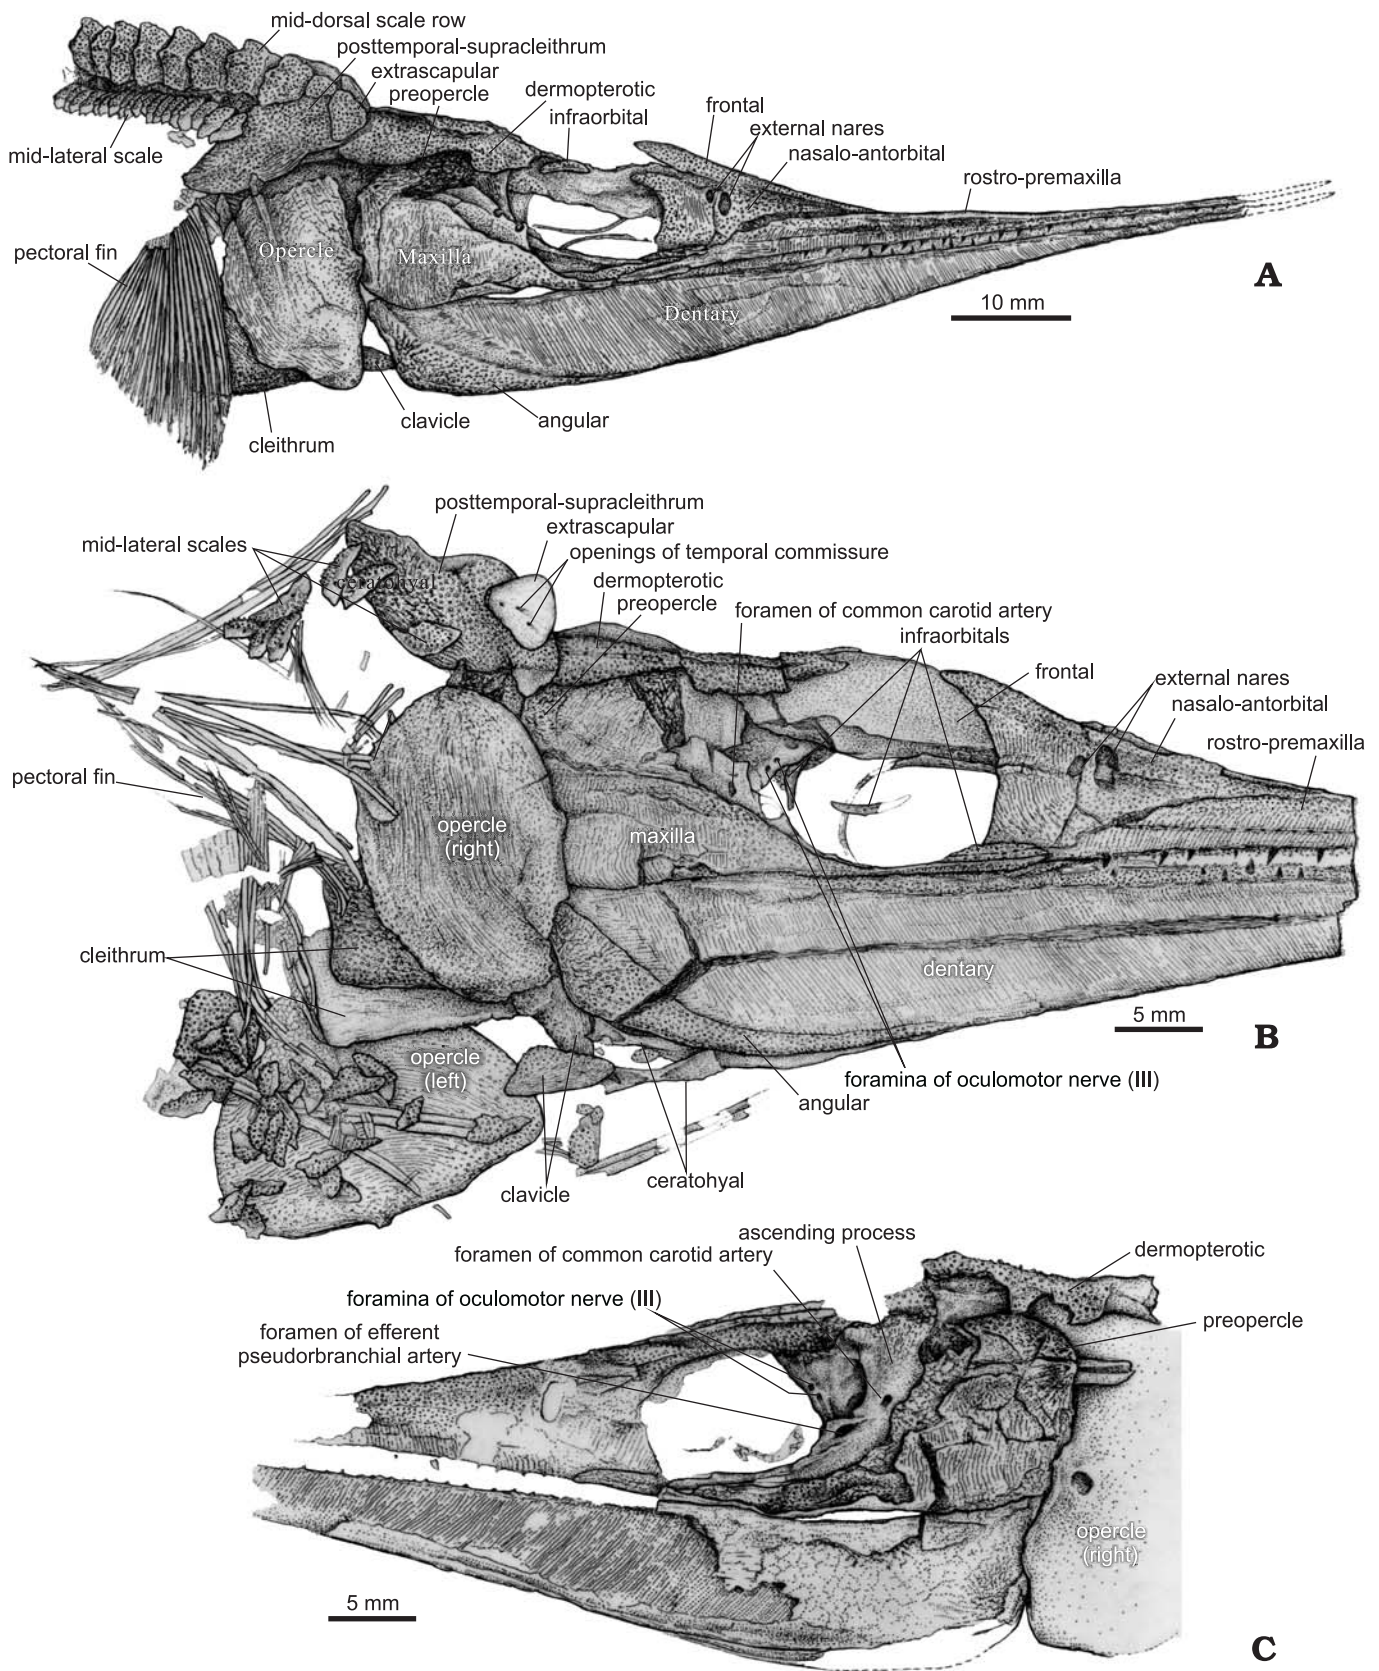 mid-dorsal scale row
posttemporal-supracleithrum
extrascapular
preopercle
dermopterotic
infraorbital
frontal
external nares
nasalo-antorbital
rostro-premaxilla
mid-lateral scale
pectoral fin
Opercle
Maxilla
Dentary
A
10 mm
clavicle
angular
cleithrum
posttemporal-supracleithrum
extrascapular
mid-lateral scales
openings of temporal commissure
ceratohyal
dermopterotic
preopercle
foramen of common carotid artery
infraorbitals
frontal
external nares
nasalo-antorbital
rostro-premaxilla
pectoral fin
opercle
(right)
maxilla
cleithrum
dentary
5 mm
B
opercle
(left)
foramina of oculomotor nerve (III)
angular
clavicle
ceratohyal
ascending process
foramen of common carotid artery
dermopterotic
foramina of oculomotor nerve (III)
preopercle
foramen of efferent
pseudorbranchial artery
opercle
(right)
5 mm
C